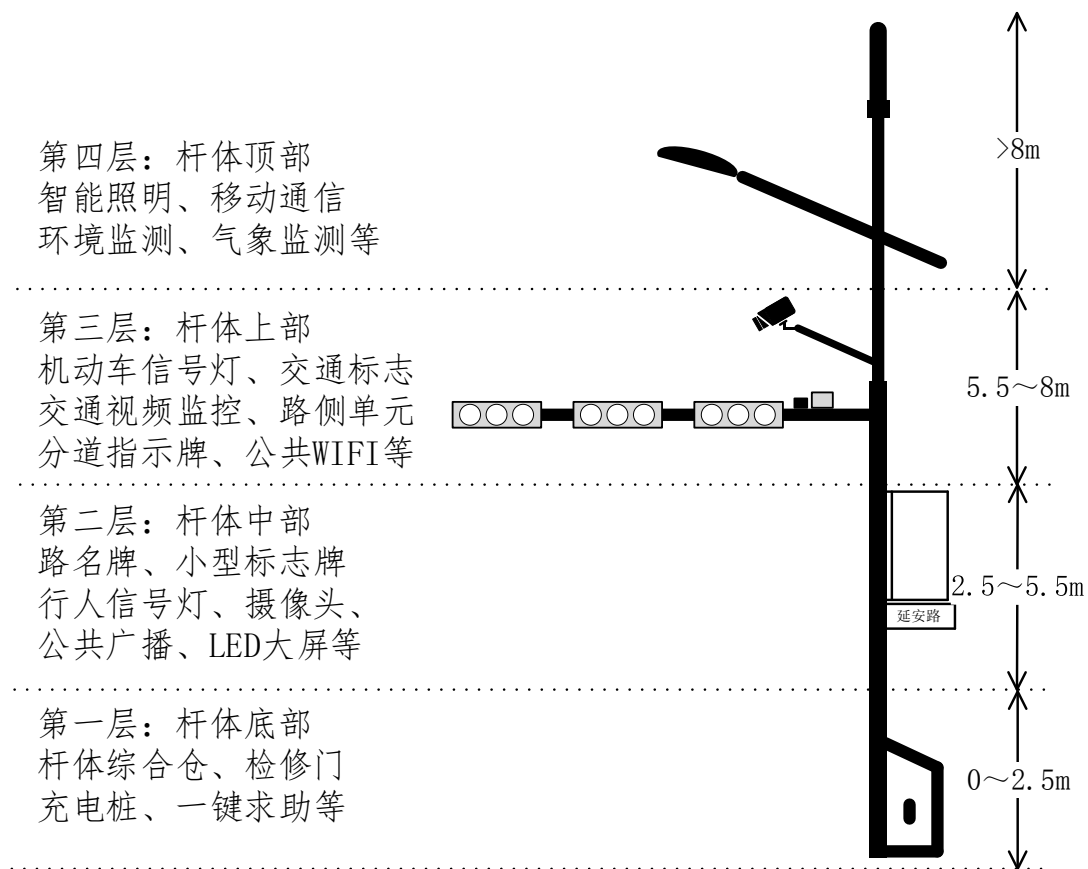 第四层：杆体顶部
智能照明、移动通信
环境监测、气象监测等
>8m
第三层：杆体上部
机动车信号灯、交通标志
交通视频监控、路侧单元
分道指示牌、公共WIFI等
5.5～8m
第二层：杆体中部
路名牌、小型标志牌
行人信号灯、摄像头、
公共广播、LED大屏等
2.5～5.5m
延安路
第一层：杆体底部
杆体综合仓、检修门
充电桩、一键求助等
0～2.5m